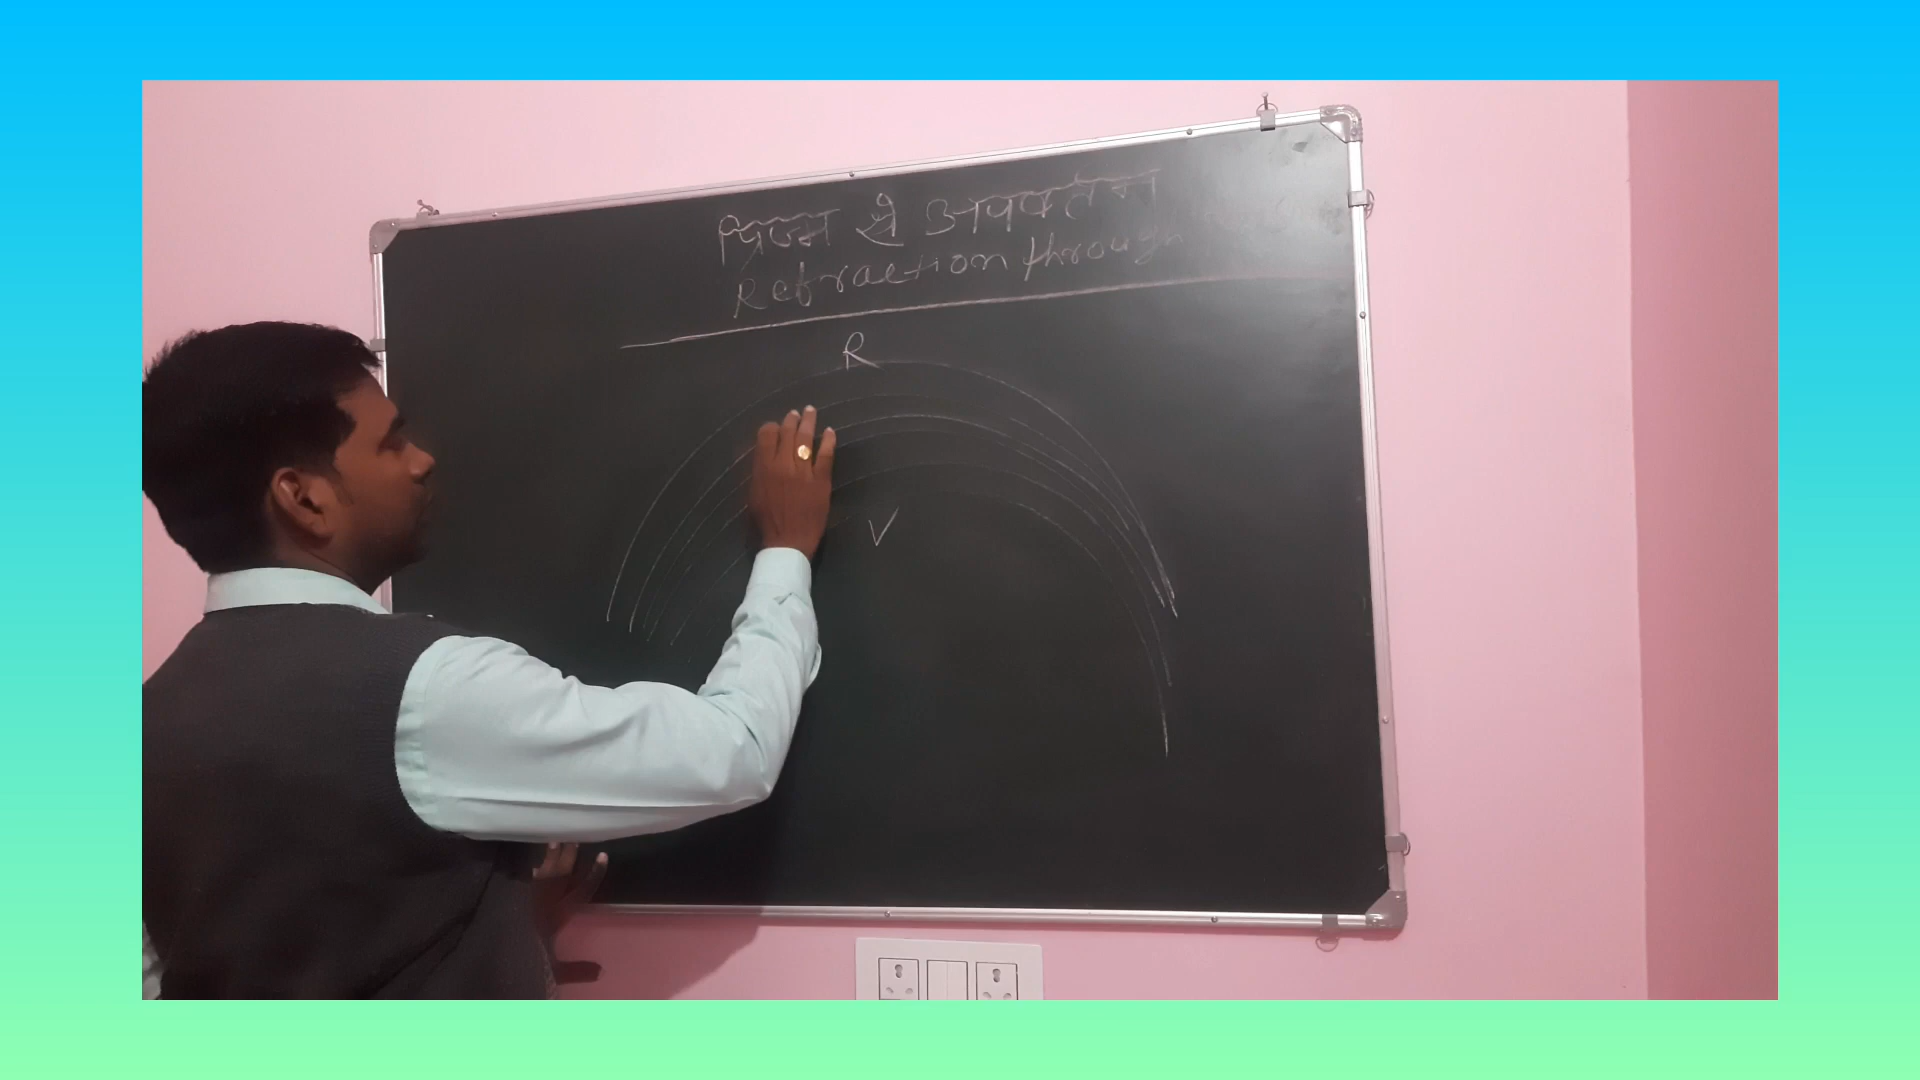 प्रिज्म से अपवर्तन
Refraction through
R
V